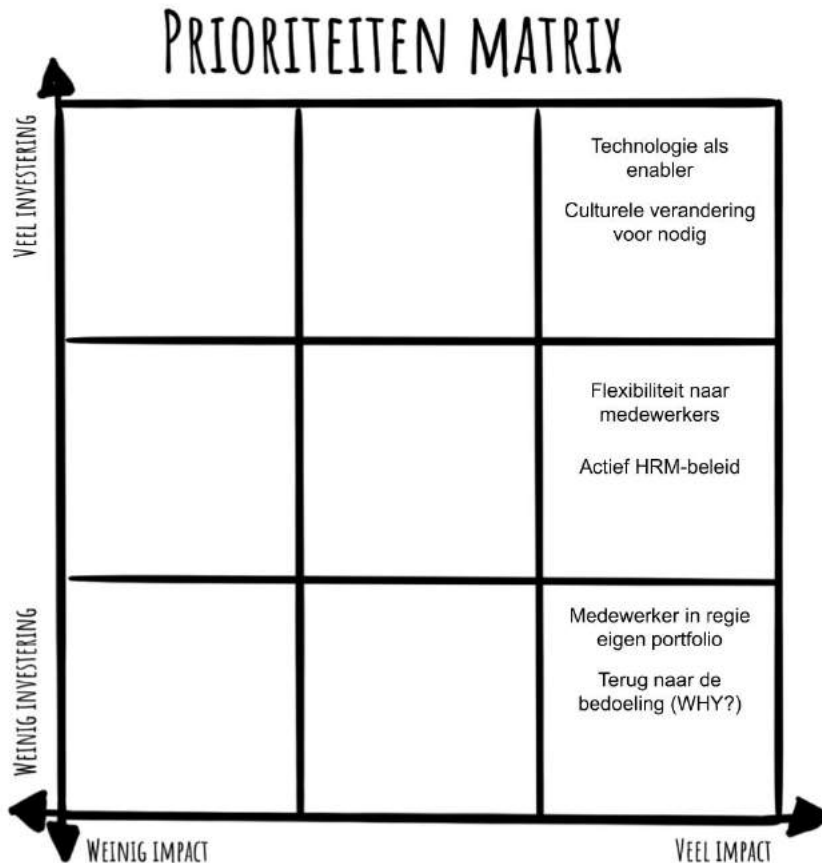 PRIORITEITEN MATRIX
VEEL INVESTERING
Technologie als
enabler
Culturele verandering
voor nodig
Flexibiliteit naar
medewerkers
Actief HRM-beleid
WEINIG INVESTERING
Medewerker in regie
eigen portfolio
Terug naar de
bedoeling (WHY?)
WEINIG IMPACT
VEEL IMPACT